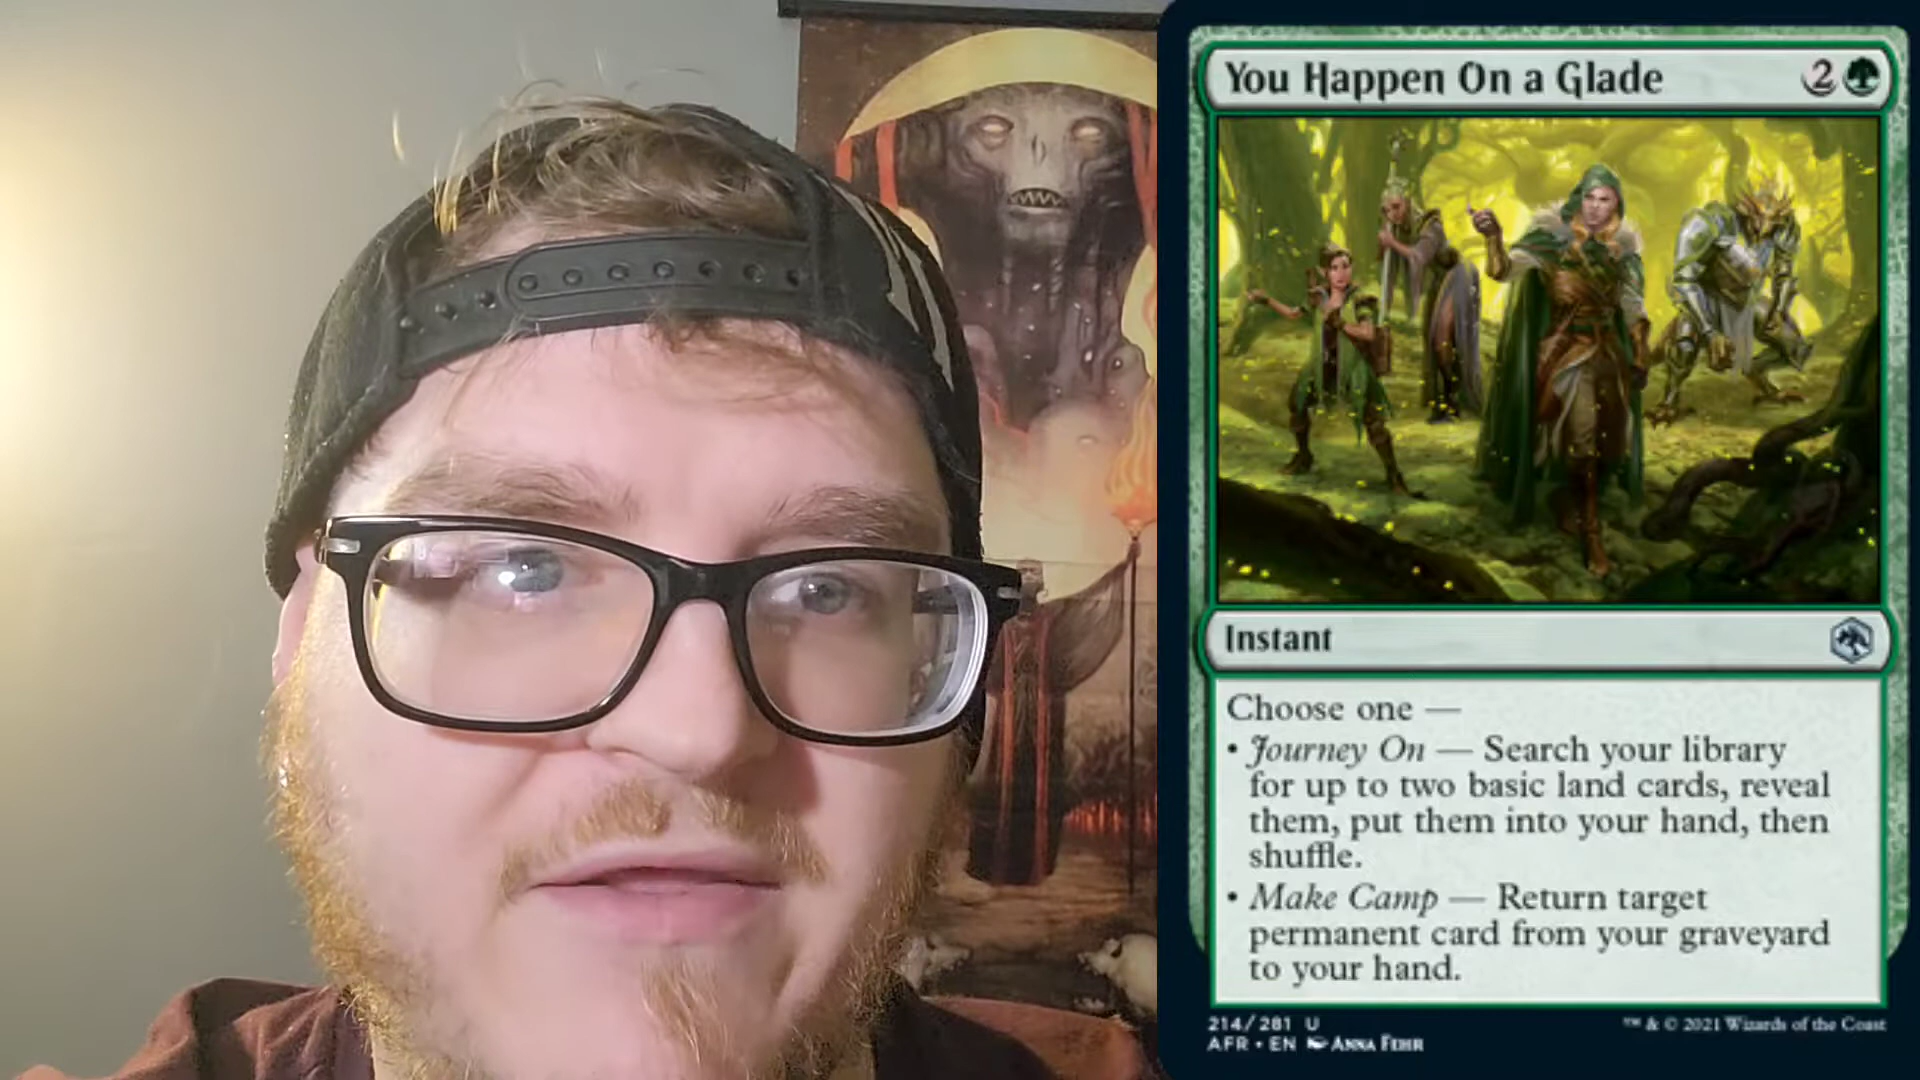 You Happen On a Glade 2
Instant
Choose one —
• Journey On — Search your library
for up to two basic land cards, reveal
them, put them into your hand, then
shuffle.
• Make Camp — Return target
permanent card from your graveyard
to your hand.
214/281 U
™ & © 2021 Wizards of the Coast
AFR • EN ANNA FEHR